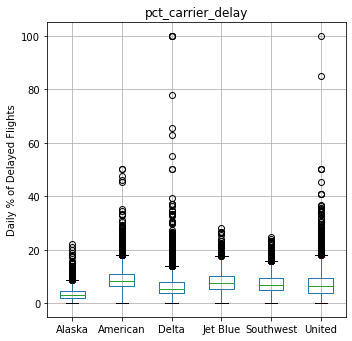 pct_carrier_delay
Daily % of Delayed Flights
100
80
60
40
20
0
Alaska American Delta Jet Blue Southwest United